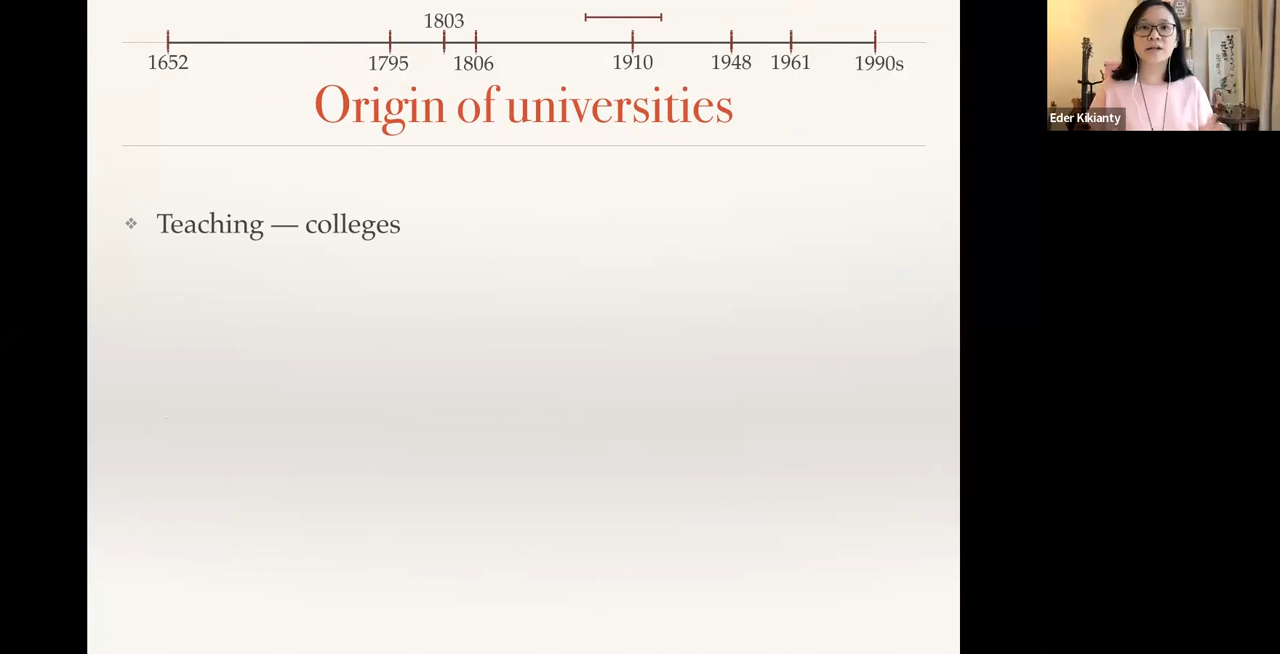 1803
1652 1795 1806 1910 1948 1961 1990s
Origin of universities
Teaching — colleges
Eder Kikianty